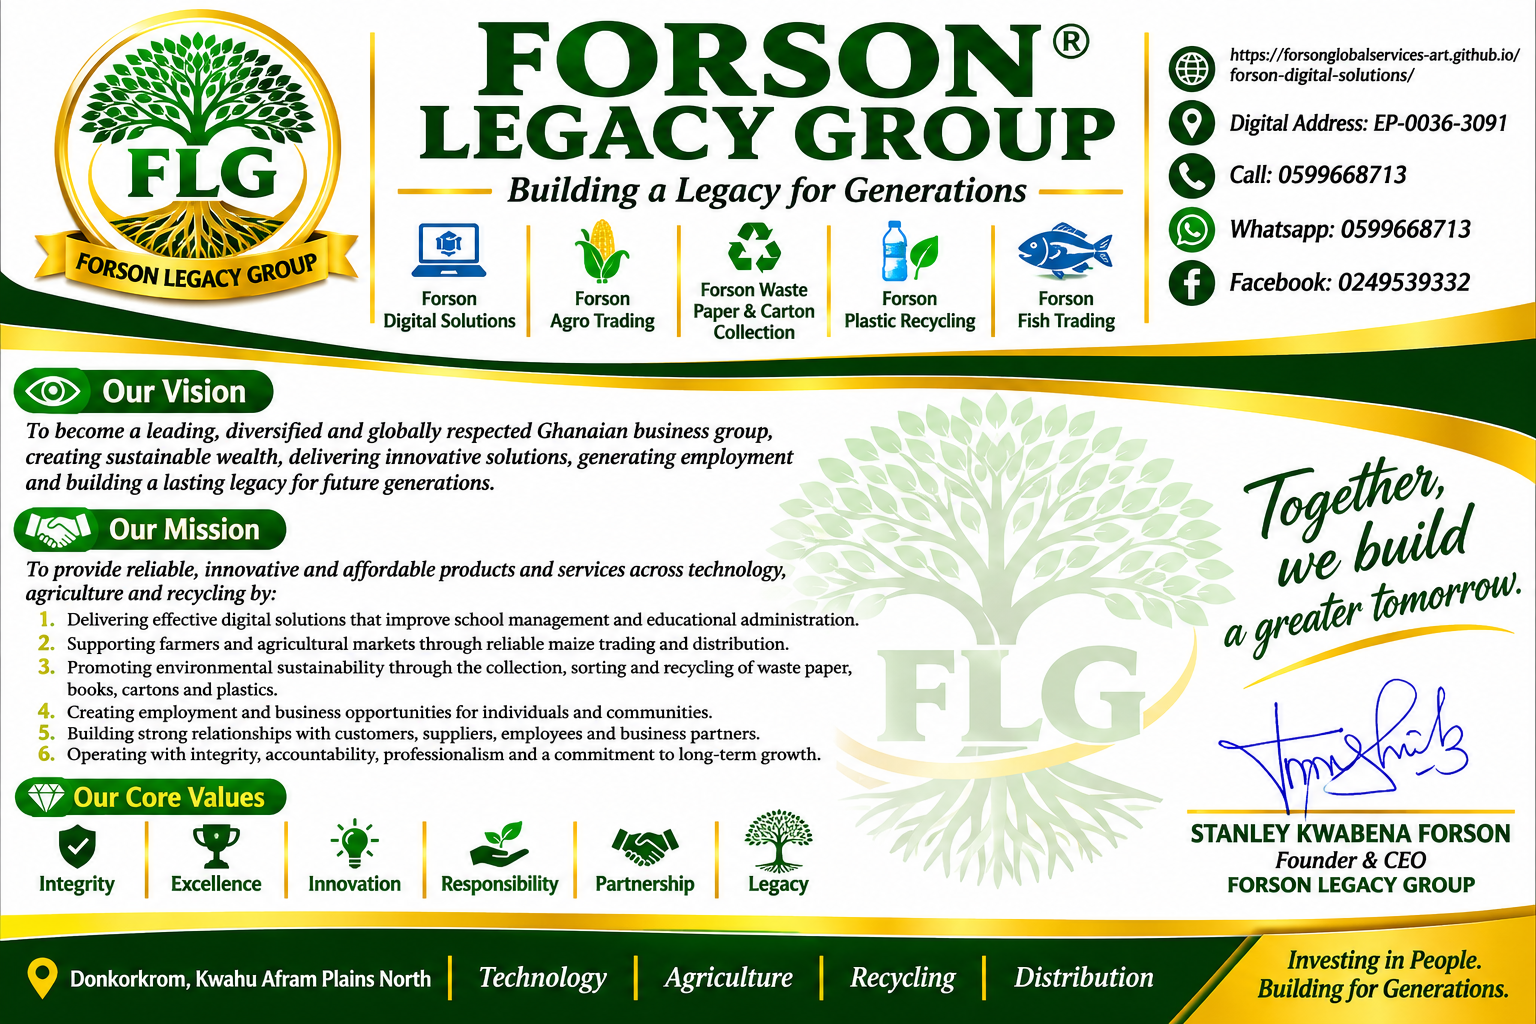 FLG
FORSON LEGACY GROUP
FORSON®
LEGACY GROUP
Building a Legacy for Generations
Forson
Digital Solutions
Forson
Agro Trading
Forson Waste
Paper & Carton
Collection
Forson
Plastic Recycling
Forson
Fish Trading
https://forsonglobalservices-art.github.io/
forson-digital-solutions/
Digital Address: EP-0036-3091
Call: 0599668713
Whatsapp: 0599668713
Facebook: 0249539332
Our Vision
To become a leading, diversified and globally respected Ghanaian business group,
creating sustainable wealth, delivering innovative solutions, generating employment
and building a lasting legacy for future generations.
Our Mission
To provide reliable, innovative and affordable products and services across technology,
agriculture and recycling by:
1. Delivering effective digital solutions that improve school management and educational administration.
2. Supporting farmers and agricultural markets through reliable maize trading and distribution.
3. Promoting environmental sustainability through the collection, sorting and recycling of waste paper,
books, cartons and plastics.
4. Creating employment and business opportunities for individuals and communities.
5. Building strong relationships with customers, suppliers, employees and business partners.
6. Operating with integrity, accountability, professionalism and a commitment to long-term growth.
Our Core Values
Integrity
Excellence
Innovation
Responsibility
Partnership
Legacy
FLG
Together,
we build
a greater tomorrow.
STANLEY KWABENA FORSON
Founder & CEO
FORSON LEGACY GROUP
Donkorkrom, Kwahu Afram Plains North
Technology
Agriculture
Recycling
Distribution
Investing in People.
Building for Generations.